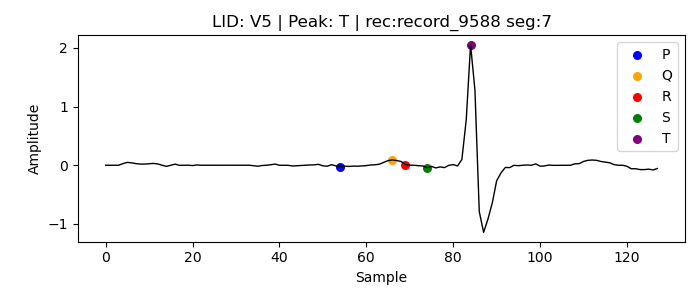 LID: V5 | Peak: T | rec:record_9588 seg:7
2
1
0
−1
Amplitude
0
20
40
60
80
100
120
Sample
P
Q
R
S
T